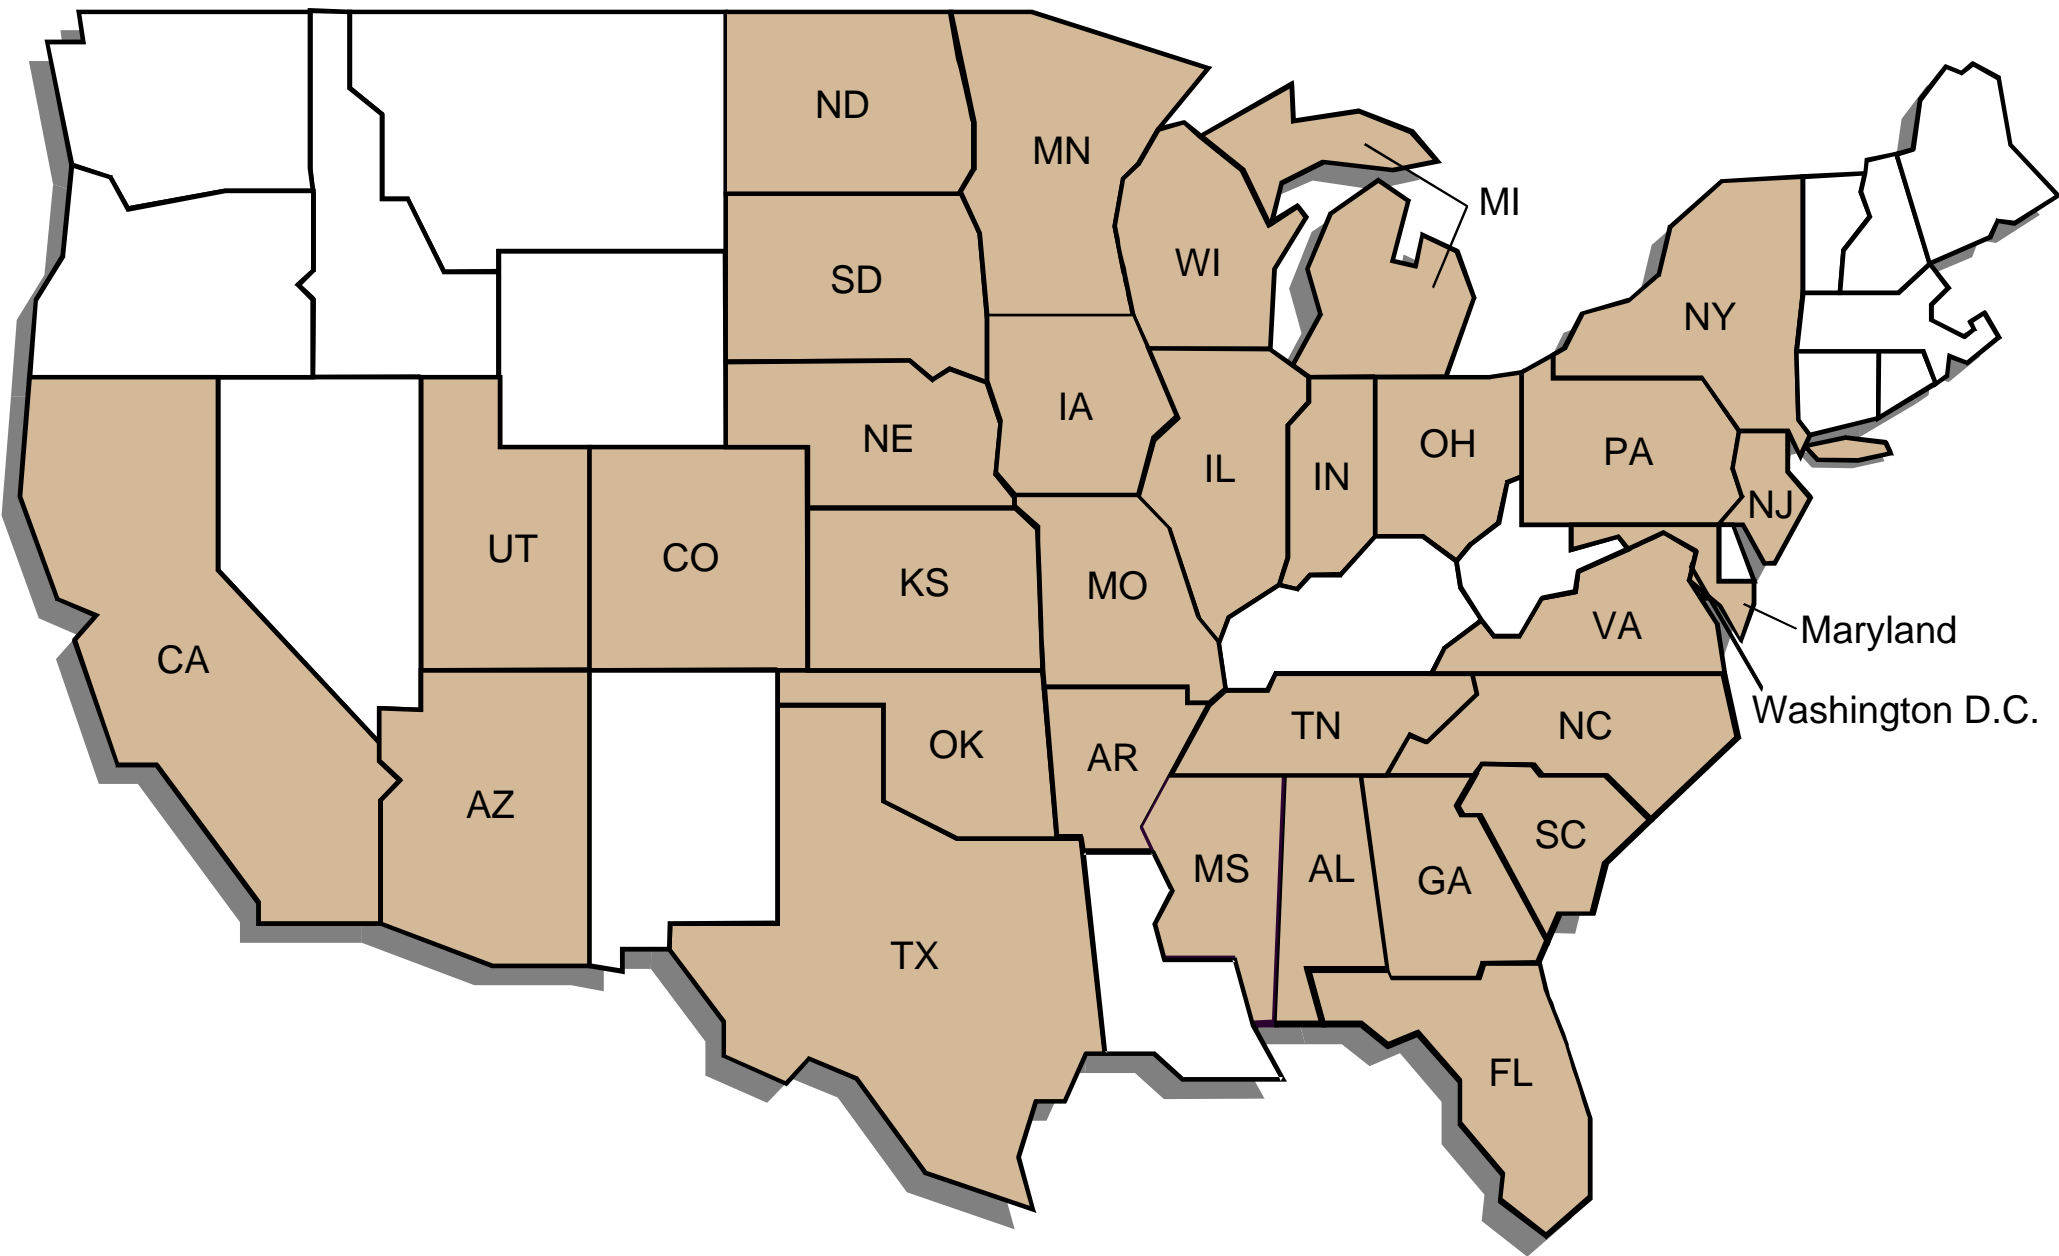 ND
MN
MI
WI
SD
NY
IA
NE
OH
PA
IL
IN
NJ
UT
CO
KS
MO
VA
Maryland
CA
Washington D.C.
TN
NC
OK
AR
AZ
SC
MS
AL
GA
TX
FL